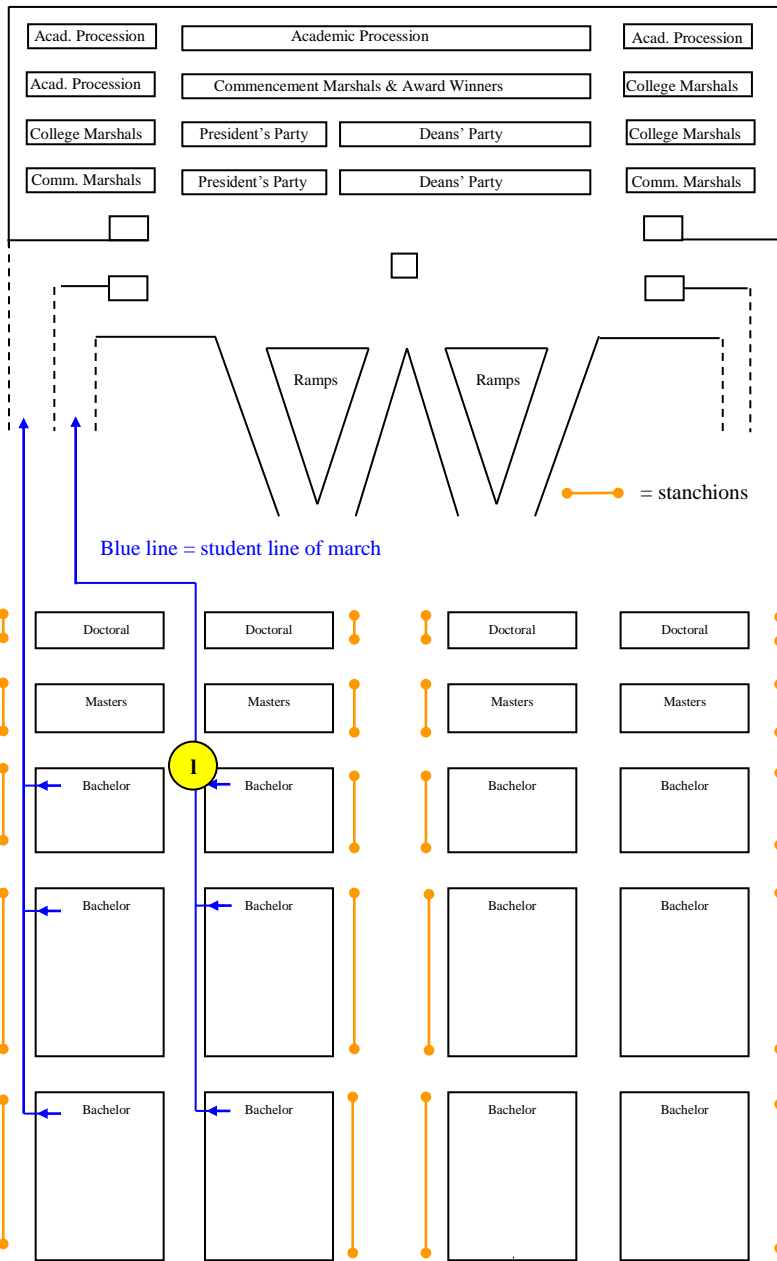 Acad. Procession Academic Procession Acad. Procession
Acad. Procession Commencement Marshals & Award Winners College Marshals
College Marshals President's Party Deans' Party College Marshals
Comm. Marshals President's Party Deans' Party Comm. Marshals
Ramps Ramps
= stanchions
Blue line = student line of march
Doctoral Doctoral Doctoral Doctoral
Masters Masters Masters Masters
1
Bachelor Bachelor Bachelor Bachelor
Bachelor Bachelor Bachelor Bachelor
Bachelor Bachelor Bachelor Bachelor